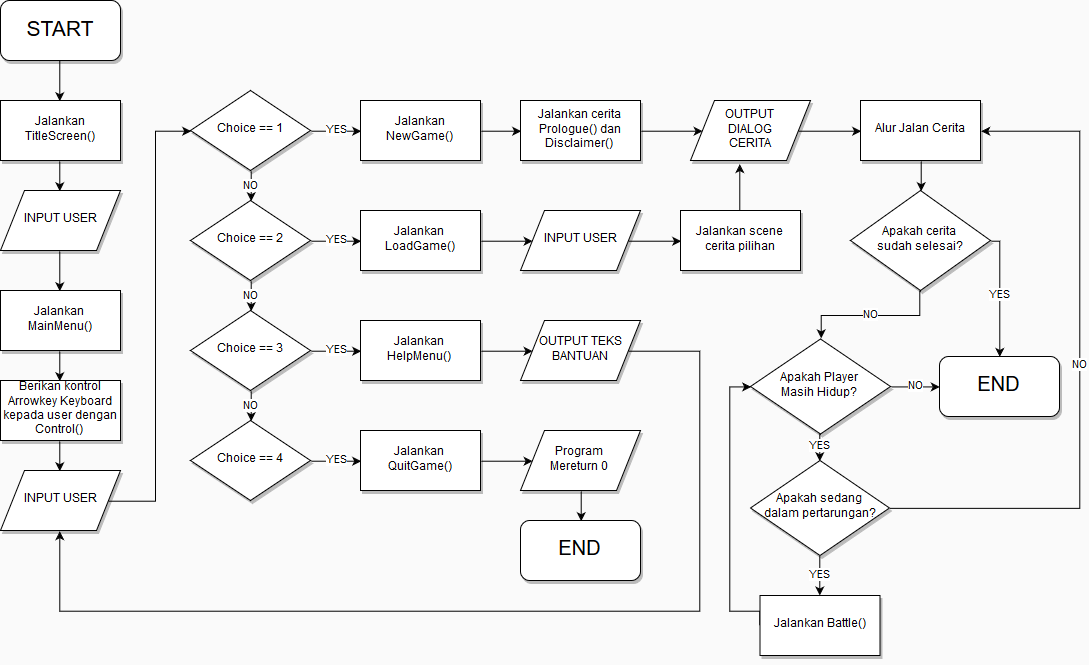 START
Jalankan
TitleScreen()
INPUT USER
Jalankan
MainMenu()
Berikan kontrol
Arrowkey Keyboard
kepada user dengan
Control()
INPUT USER
Choice == 1
YES
Jalankan
NewGame()
Jalankan cerita
Prologue() dan
Disclaimer()
OUTPUT
DIALOG
CERITA
Alur Jalan Cerita
NO
Choice == 2
YES
Jalankan
LoadGame()
INPUT USER
Jalankan scene
cerita pilihan
Apakah cerita
sudah selesai?
YES
NO
NO
Choice == 3
YES
Jalankan
HelpMenu()
OUTPUT TEKS
BANTUAN
Apakah Player
Masih Hidup?
NO
END
NO
YES
NO
Choice == 4
YES
Jalankan
QuitGame()
Program
Mereturn 0
END
Apakah sedang
dalam pertarungan?
YES
Jalankan Battle()